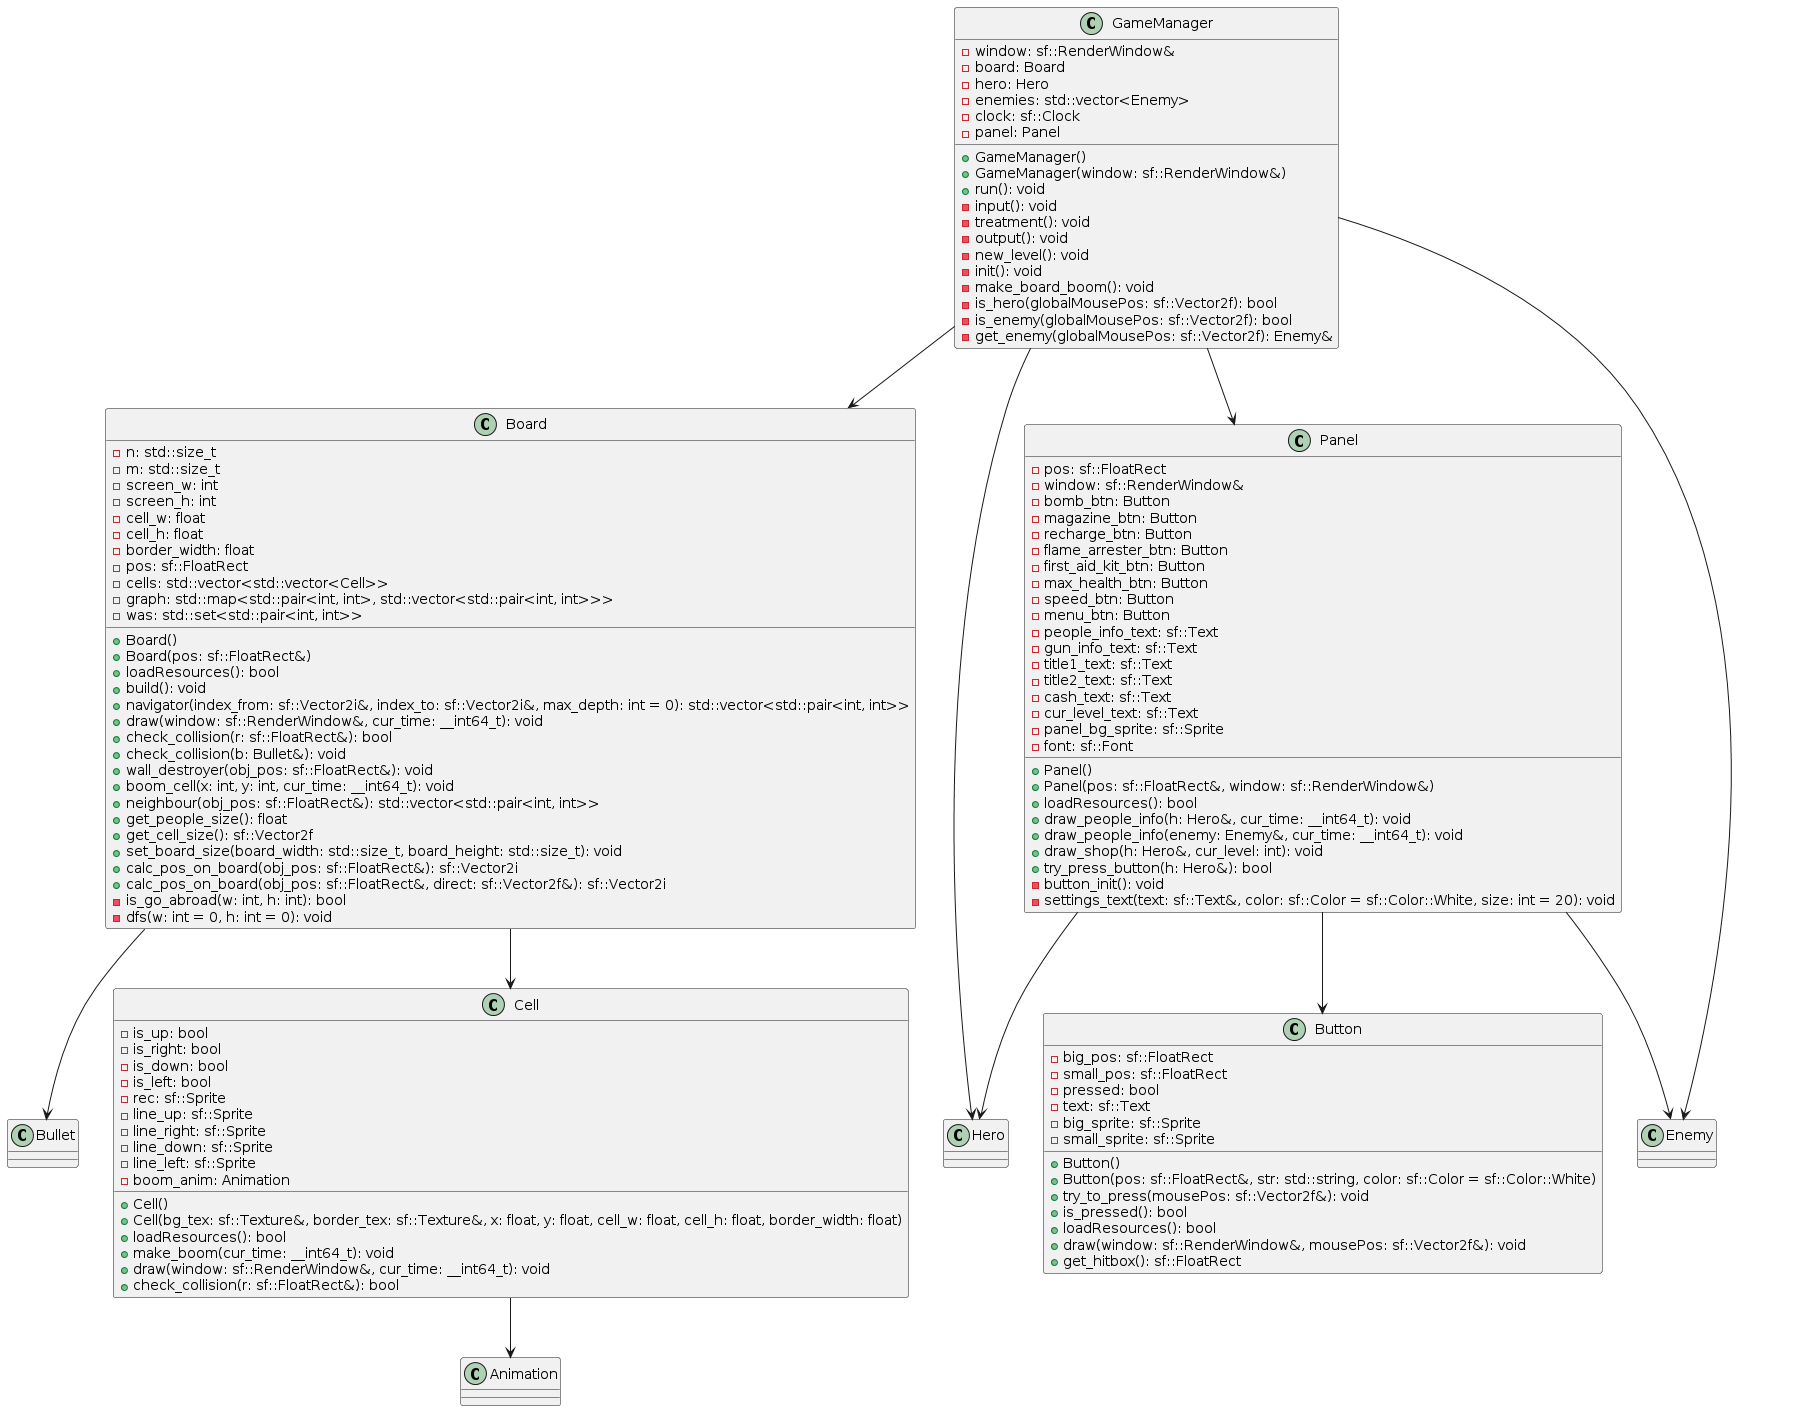 C GameManager
window: sf::RenderWindow&
board: Board
hero: Hero
enemies: std::vector<Enemy>
clock: sf::Clock
panel: Panel
GameManager()
GameManager(window: sf::RenderWindow&)
run(): void
input(): void
treatment(): void
output(): void
new_level(): void
init(): void
make_board_boom(): void
is_hero(globalMousePos: sf::Vector2f): bool
is_enemy(globalMousePos: sf::Vector2f): bool
get_enemy(globalMousePos: sf::Vector2f): Enemy&
C Board
n: std::size_t
m: std::size_t
screen_w: int
screen_h: int
cell_w: float
cell_h: float
border_width: float
pos: sf::FloatRect
cells: std::vector<std::vector<Cell>>
graph: std::map<std::pair<int, int>, std::vector<std::pair<int, int>>>
was: std::set<std::pair<int, int>>
Board()
Board(pos: sf::FloatRect&)
loadResources(): bool
build(): void
navigator(index_from: sf::Vector2i&, index_to: sf::Vector2i&, max_depth: int = 0): std::vector<std::pair<int, int>>
draw(window: sf::RenderWindow&, cur_time: __int64_t): void
check_collision(r: sf::FloatRect&): bool
check_collision(b: Bullet&): void
wall_destroyer(obj_pos: sf::FloatRect&): void
boom_cell(x: int, y: int, cur_time: __int64_t): void
neighbour(obj_pos: sf::FloatRect&): std::vector<std::pair<int, int>>
get_people_size(): float
get_cell_size(): sf::Vector2f
set_board_size(board_width: std::size_t, board_height: std::size_t): void
calc_pos_on_board(obj_pos: sf::FloatRect&): sf::Vector2i
calc_pos_on_board(obj_pos: sf::FloatRect&, direct: sf::Vector2f&): sf::Vector2i
is_go_abroad(w: int, h: int): bool
dfs(w: int = 0, h: int = 0): void
C Panel
pos: sf::FloatRect
window: sf::RenderWindow&
bomb_btn: Button
magazine_btn: Button
recharge_btn: Button
flame_arrester_btn: Button
first_aid_kit_btn: Button
max_health_btn: Button
speed_btn: Button
menu_btn: Button
people_info_text: sf::Text
gun_info_text: sf::Text
title1_text: sf::Text
title2_text: sf::Text
cash_text: sf::Text
cur_level_text: sf::Text
panel_bg_sprite: sf::Sprite
font: sf::Font
Panel()
Panel(pos: sf::FloatRect&, window: sf::RenderWindow&)
loadResources(): bool
draw_people_info(h: Hero&, cur_time: __int64_t): void
draw_people_info(enemy: Enemy&, cur_time: __int64_t): void
draw_shop(h: Hero&, cur_level: int): void
try_press_button(h: Hero&): bool
button_init(): void
settings_text(text: sf::Text&, color: sf::Color = sf::Color::White, size: int = 20): void
C Bullet
C Cell
is_up: bool
is_right: bool
is_down: bool
is_left: bool
rec: sf::Sprite
line_up: sf::Sprite
line_right: sf::Sprite
line_down: sf::Sprite
line_left: sf::Sprite
boom_anim: Animation
Cell()
Cell(bg_tex: sf::Texture&, border_tex: sf::Texture&, x: float, y: float, cell_w: float, cell_h: float, border_width: float)
loadResources(): bool
make_boom(cur_time: __int64_t): void
draw(window: sf::RenderWindow&, cur_time: __int64_t): void
check_collision(r: sf::FloatRect&): bool
C Hero
C Button
big_pos: sf::FloatRect
small_pos: sf::FloatRect
pressed: bool
text: sf::Text
big_sprite: sf::Sprite
small_sprite: sf::Sprite
Button()
Button(pos: sf::FloatRect&, str: std::string, color: sf::Color = sf::Color::White)
try_to_press(mousePos: sf::Vector2f&): void
is_pressed(): bool
loadResources(): bool
draw(window: sf::RenderWindow&, mousePos: sf::Vector2f&): void
get_hitbox(): sf::FloatRect
C Enemy
C Animation